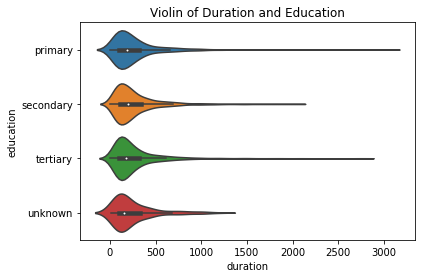 Violin of Duration and Education
primary
secondary
tertiary
unknown
education
0 500 1000 1500 2000 2500 3000
duration